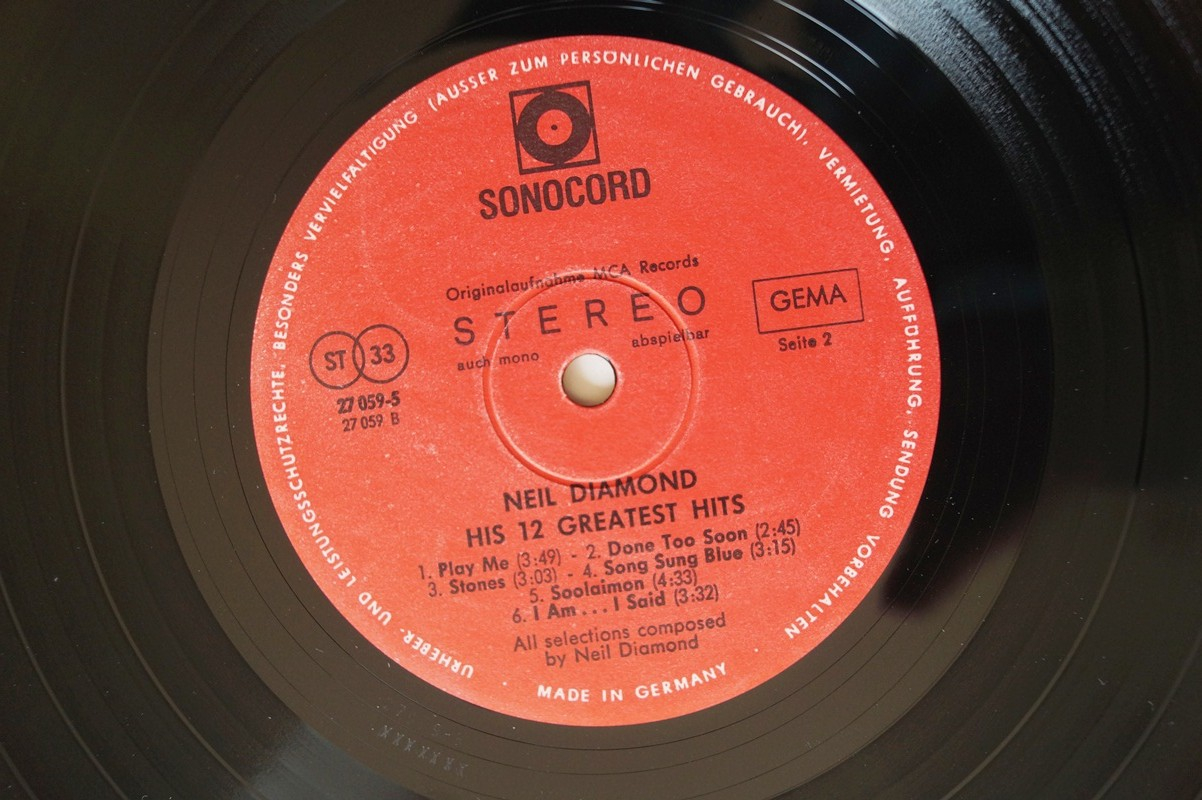 URHEBER- UND LEISTUNGSSCHUTZRECHTE, BESONDERS VERVIELFÄLTIGUNG (AUSSER ZUM PERSÖNLICHEN GEBRAUCH), VERMIETUNG, AUFFÜHRUNG, SENDUNG VORBEHALTEN
SONOCORD
Originalaufnahme MCA Records
STEREO
auch mono abspielbar
GEMA
Seite 2
ST 33
27 059-5
27 059 B
NEIL DIAMOND
HIS 12 GREATEST HITS
1. Play Me (3:49) - 2. Done Too Soon (2:45)
3. Stones (3:03) - 4. Song Sung Blue (3:15)
5. Soolaimon (4:33)
6. I Am... I Said (3:32)
All selections composed
by Neil Diamond
MADE IN GERMANY